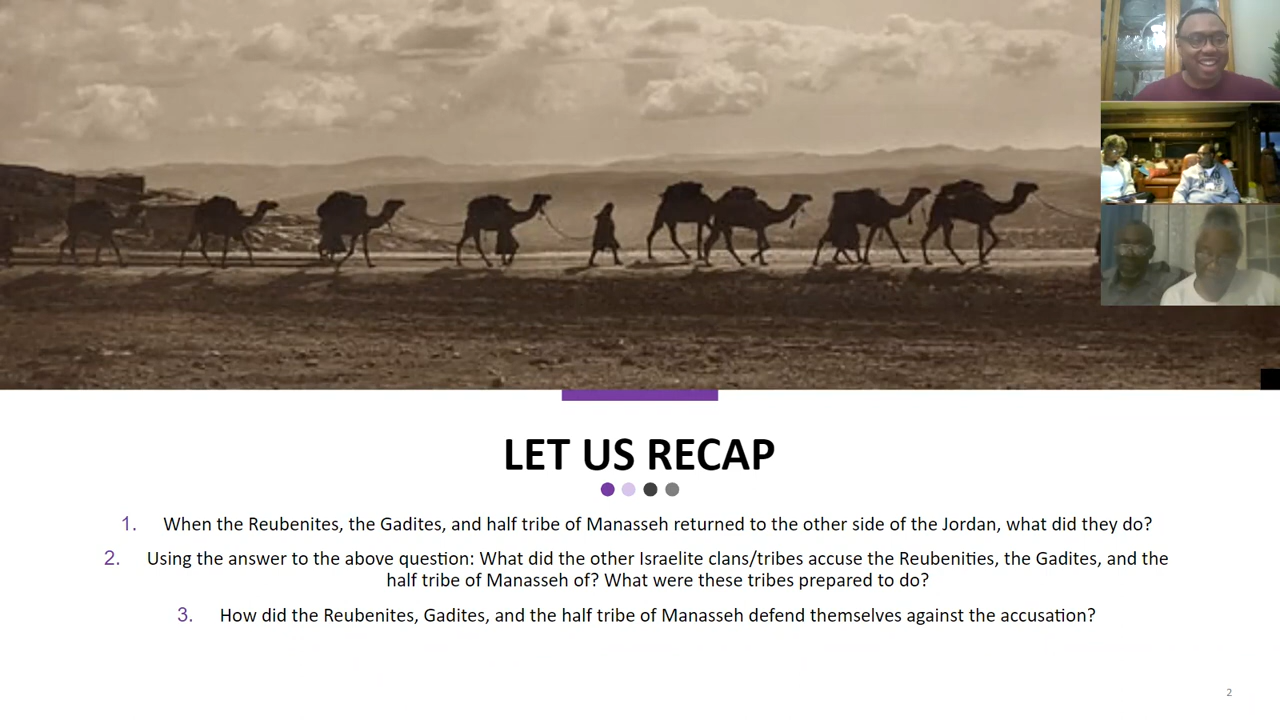 LET US RECAP
1. When the Reubenites, the Gadites, and half tribe of Manasseh returned to the other side of the Jordan, what did they do?
2. Using the answer to the above question: What did the other Israelite clans/tribes accuse the Reubenities, the Gadites, and the
half tribe of Manasseh of? What were these tribes prepared to do?
3. How did the Reubenites, Gadites, and the half tribe of Manasseh defend themselves against the accusation?
2